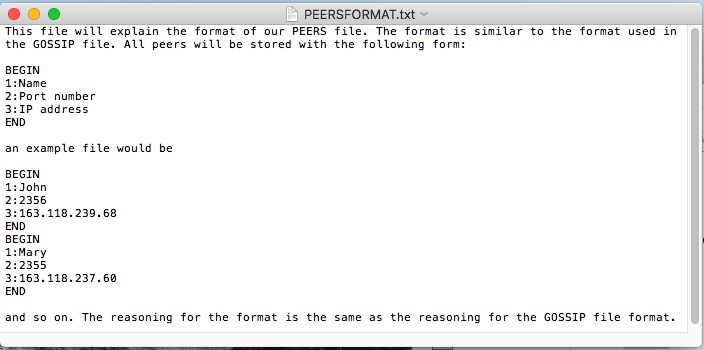 PEERSFORMAT.txt
This file will explain the format of our PEERS file. The format is similar to the format used in
the GOSSIP file. All peers will be stored with the following form:
BEGIN
1:Name
2:Port number
3:IP address
END
an example file would be
BEGIN
1:John
2:2356
3:163.118.239.68
END
BEGIN
1:Mary
2:2355
3:163.118.237.60
END
and so on. The reasoning for the format is the same as the reasoning for the GOSSIP file format.